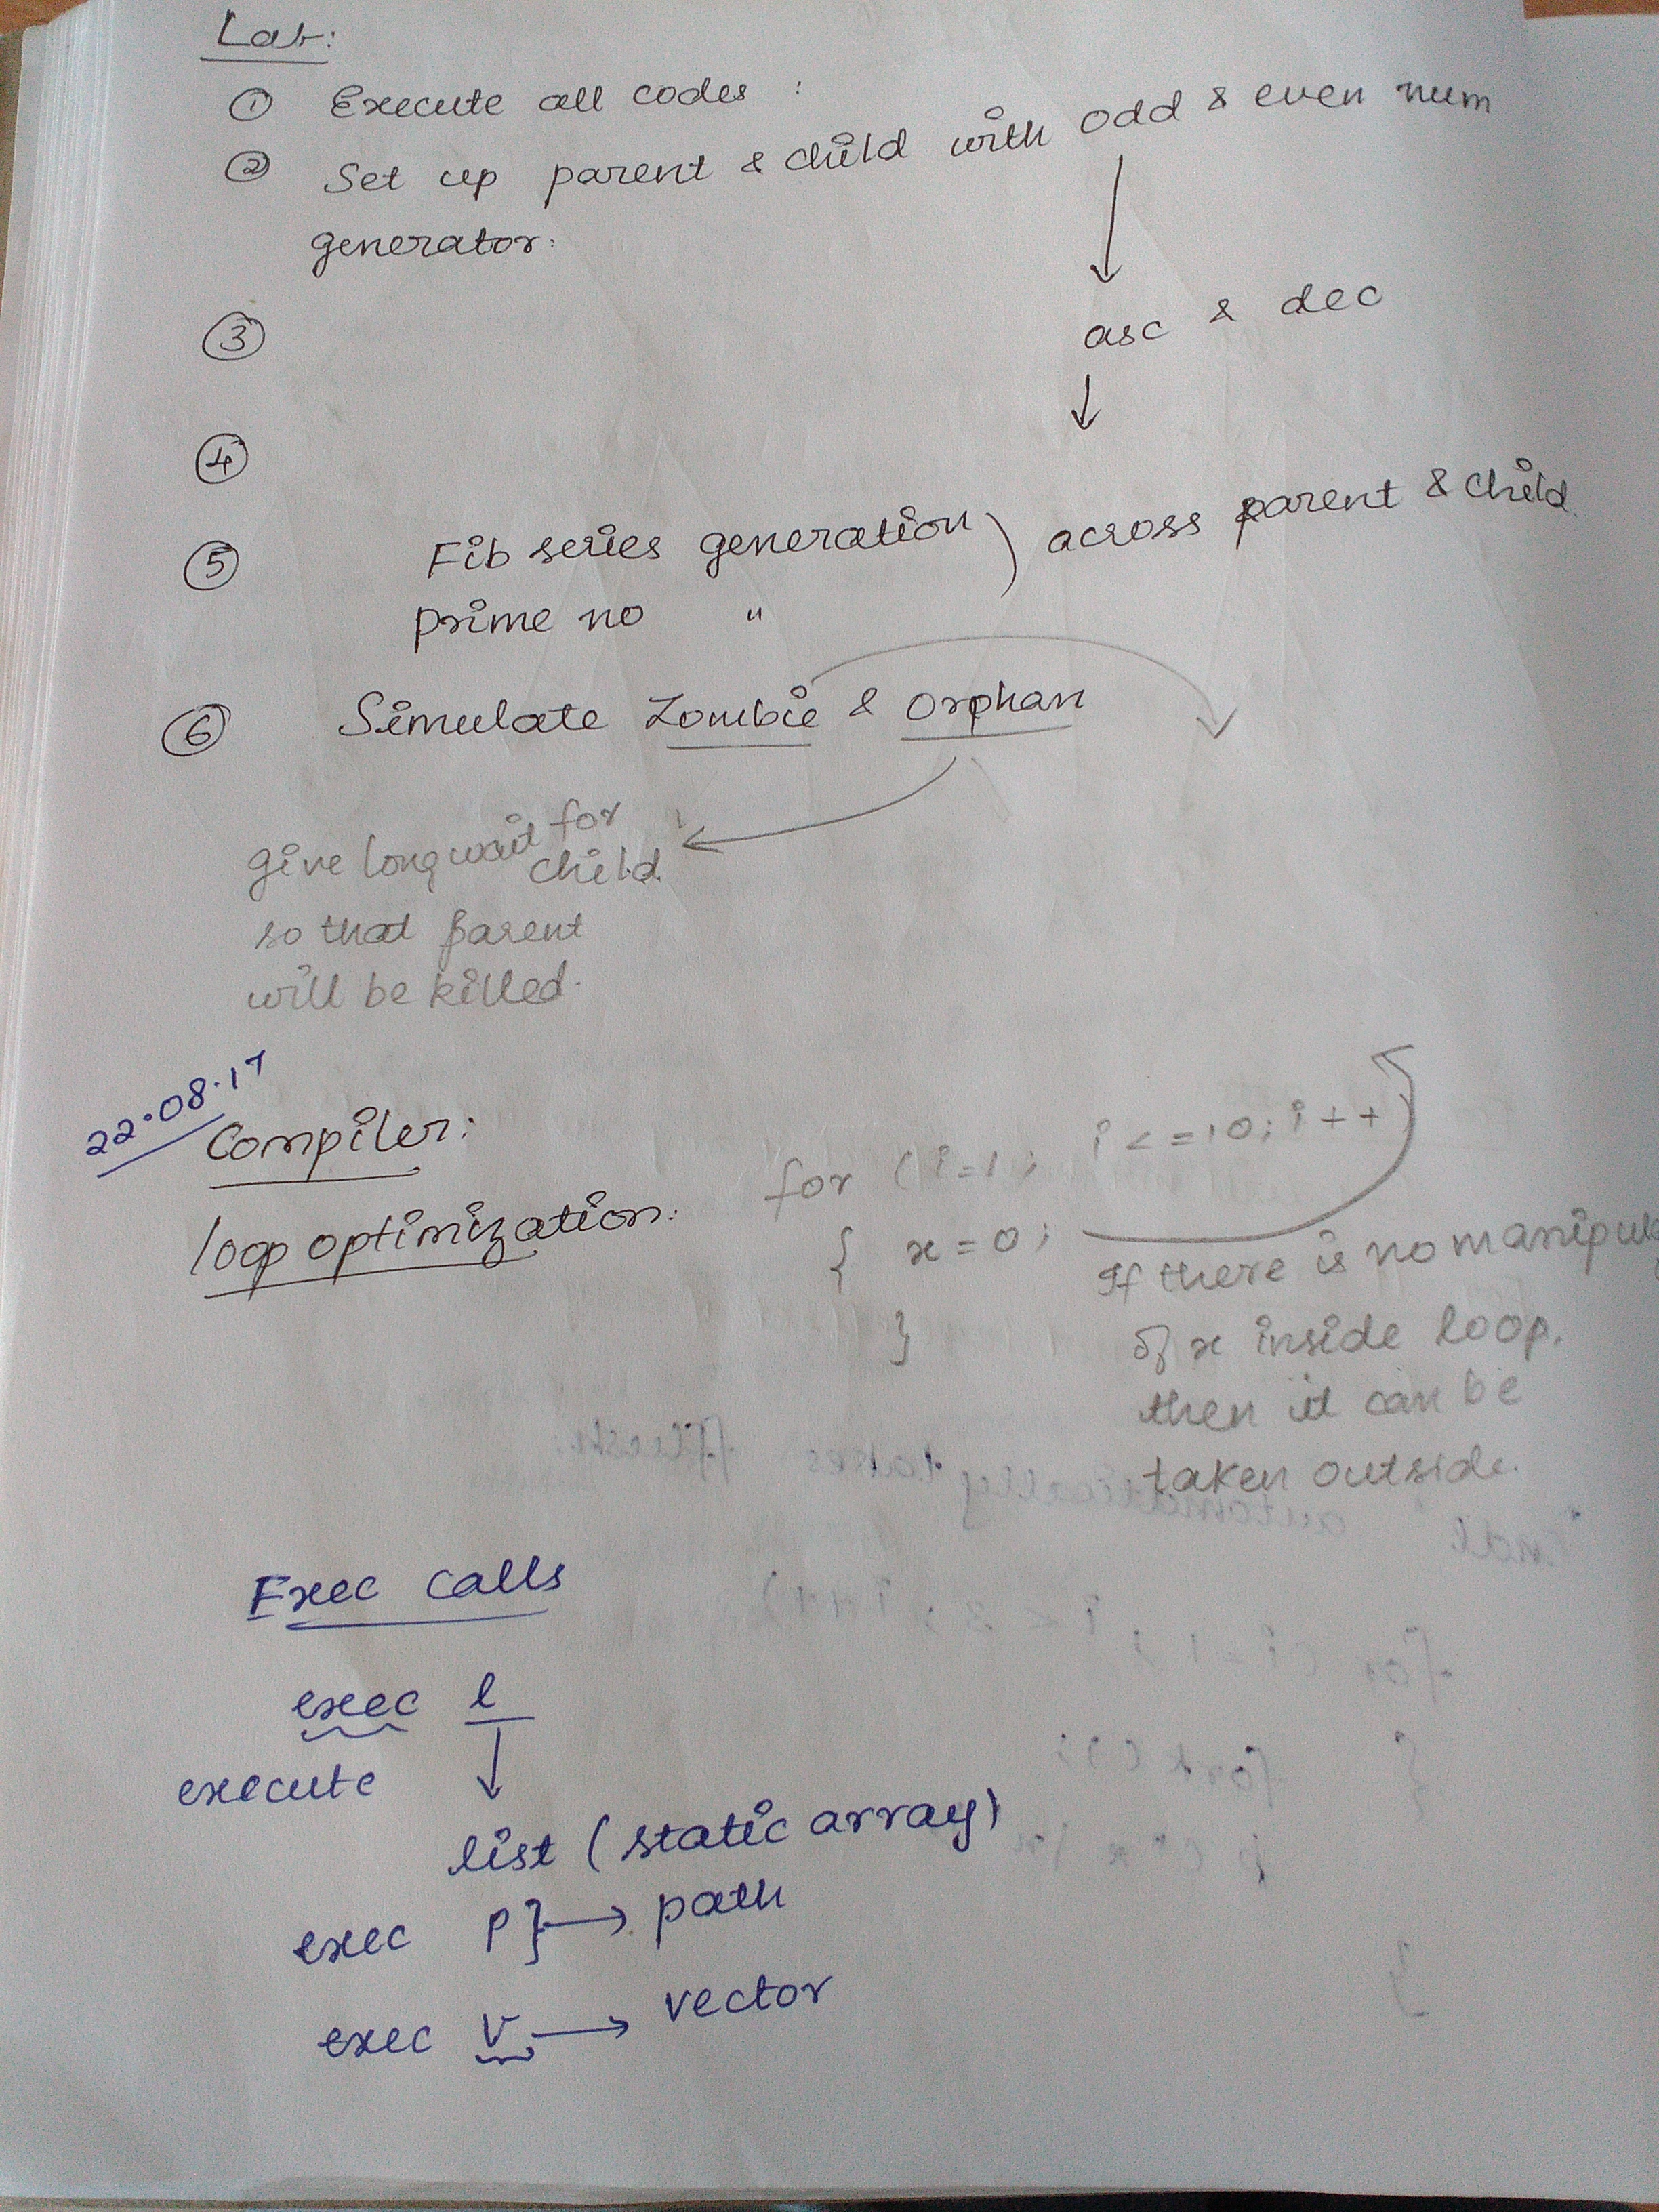 Lab:
① Execute all codes :
② Set up parent & child with odd & even num
generator.
③ asc & dec
④
⑤ Fib series generation ) across parent & child
prime no "
⑥ Simulate Zombie & Orphan
give long wait for
child
so that parent
will be killed.
22.08.17
Compiler:
loop optimization:
for (i=1; i<=10; i++)
{ x=0;
}
If there is no manipul
of x inside loop,
then it can be
taken outside.
Exec calls
exec l
execute
list (static array)
exec p } → path
exec v → vector